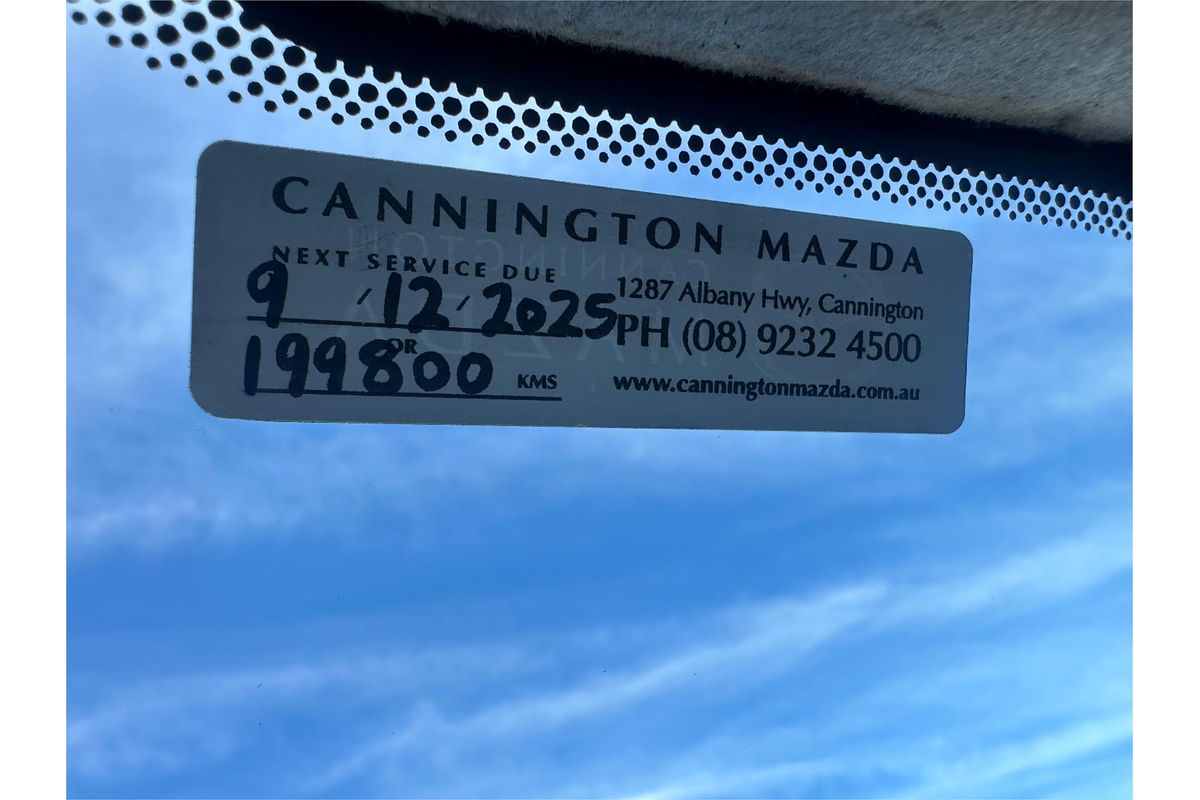 CANNINGTON MAZDA
NEXT SERVICE DUE
9 / 12 / 2025
OR
199800 KMS
1287 Albany Hwy, Cannington
PH (08) 9232 4500
www.canningtonmazda.com.au